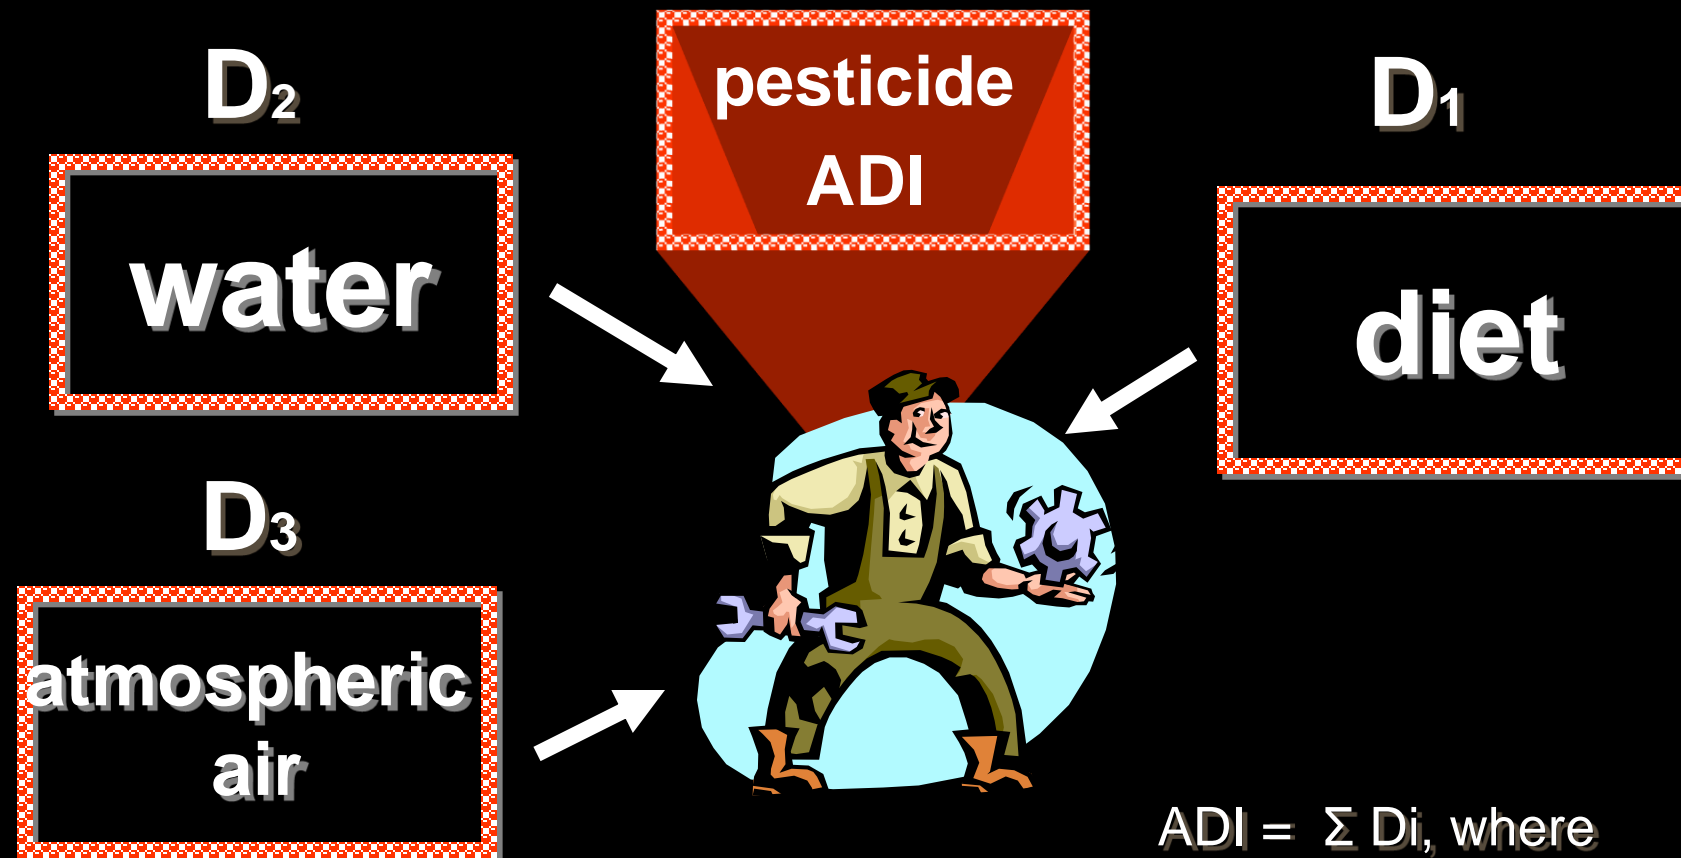 D₂
pesticide
ADI
D₁
water
diet
D₃
atmospheric
air
ADI = Σ Di, where